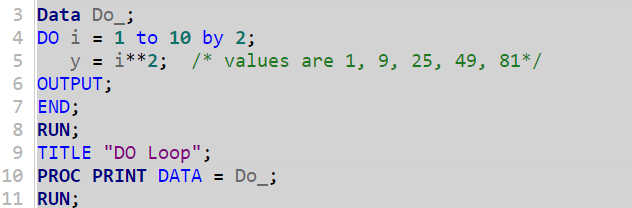 3 Data Do_;
4 DO i = 1 to 10 by 2;
5    y = i**2;  /* values are 1, 9, 25, 49, 81*/
6 OUTPUT;
7 END;
8 RUN;
9 TITLE "DO Loop";
10 PROC PRINT DATA = Do_;
11 RUN;